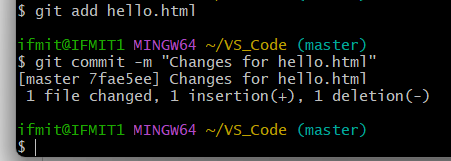 $ git add hello.html
ifmit@IFMIT1 MINGW64 ~/VS_Code (master)
$ git commit -m "Changes for hello.html"
[master 7fae5ee] Changes for hello.html
 1 file changed, 1 insertion(+), 1 deletion(-)
ifmit@IFMIT1 MINGW64 ~/VS_Code (master)
$